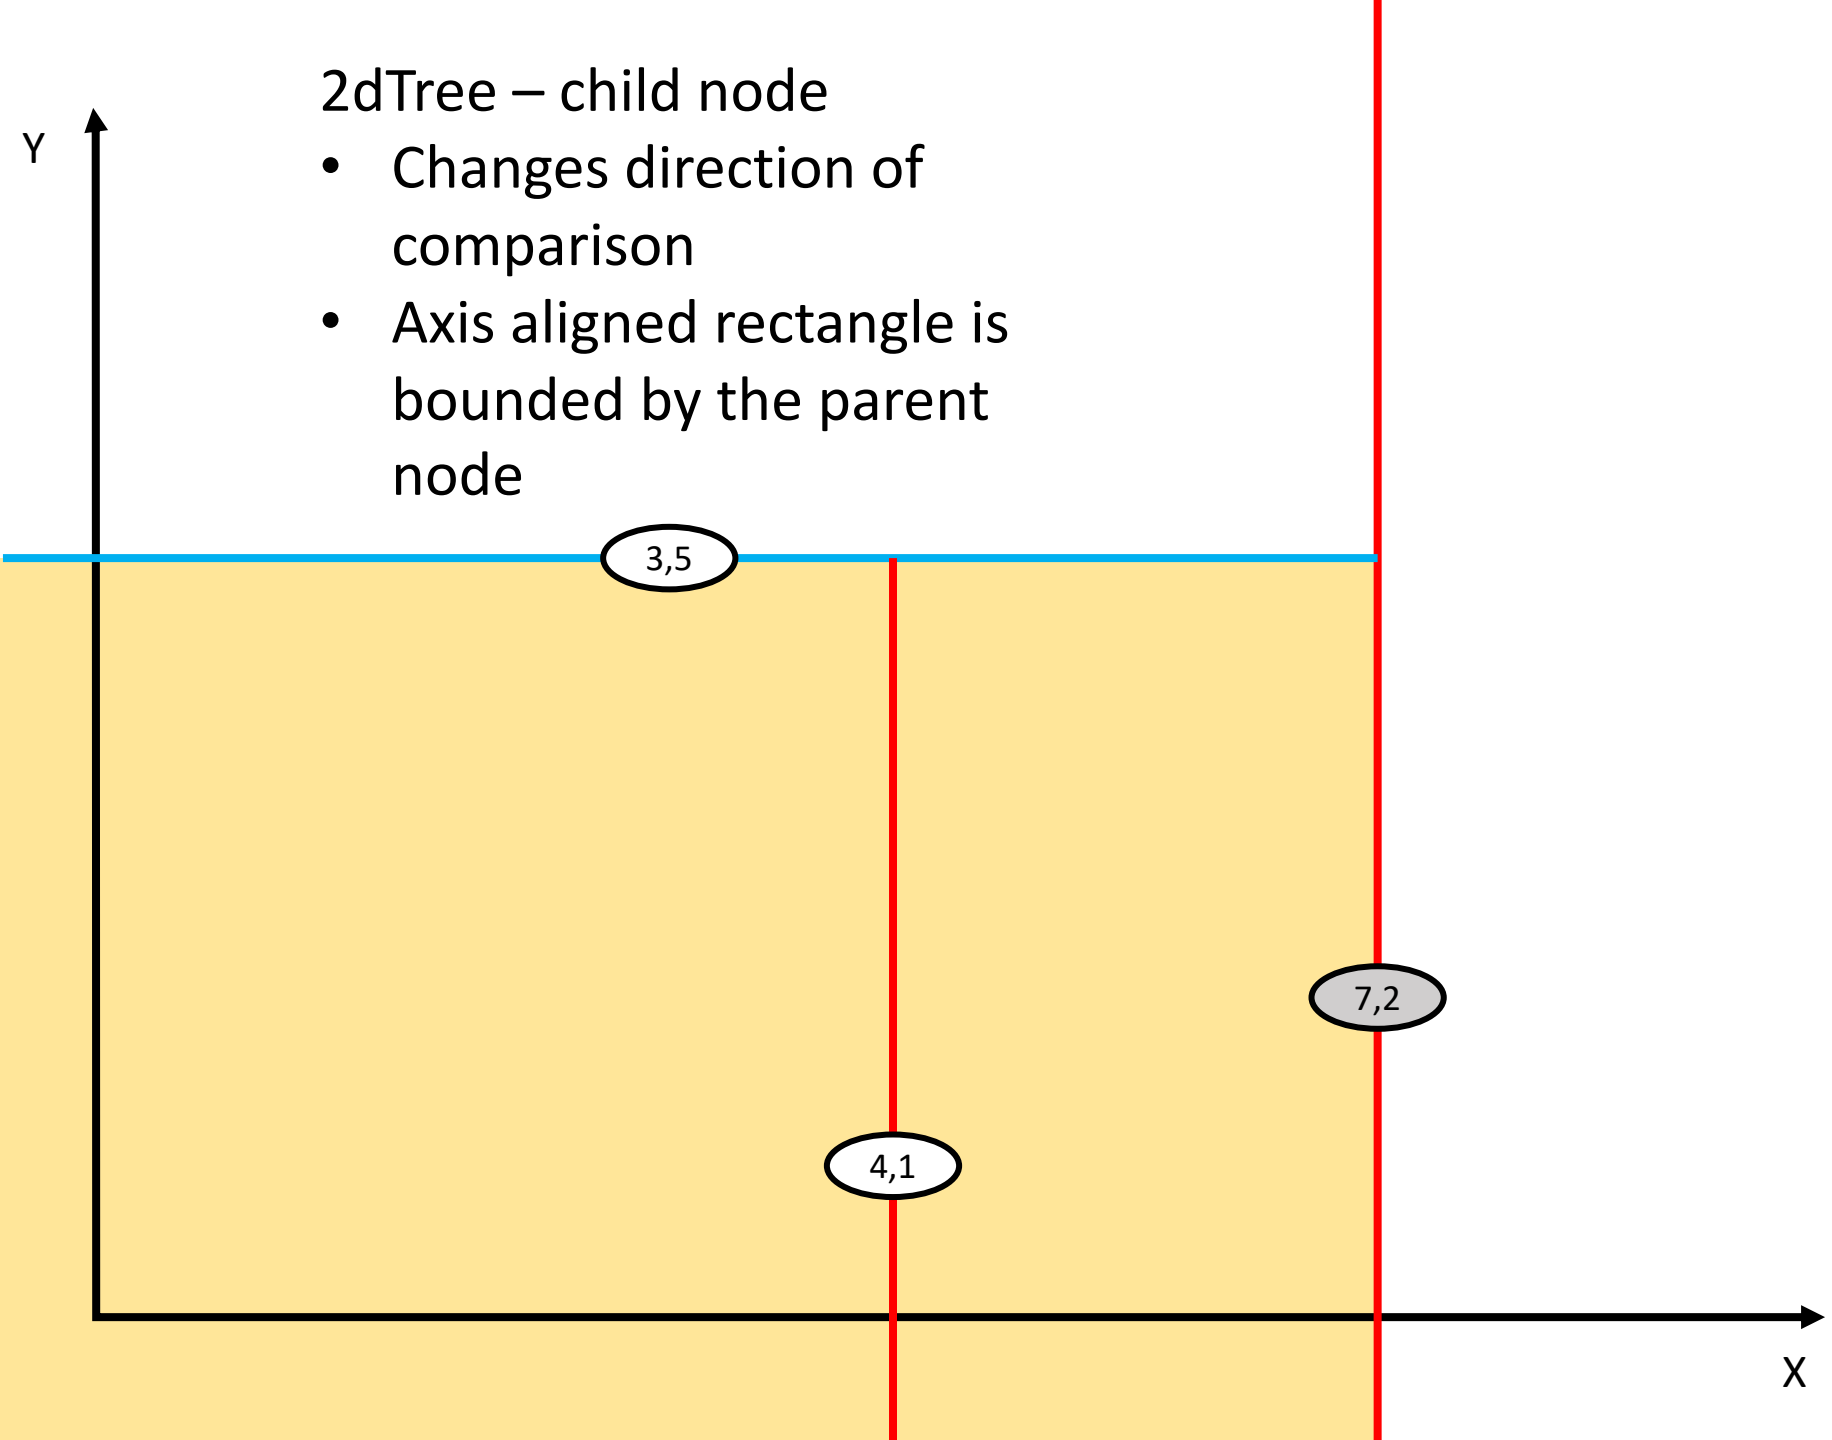 2dTree – child node
Y
• Changes direction of
comparison
• Axis aligned rectangle is
bounded by the parent
node
3,5
7,2
4,1
X